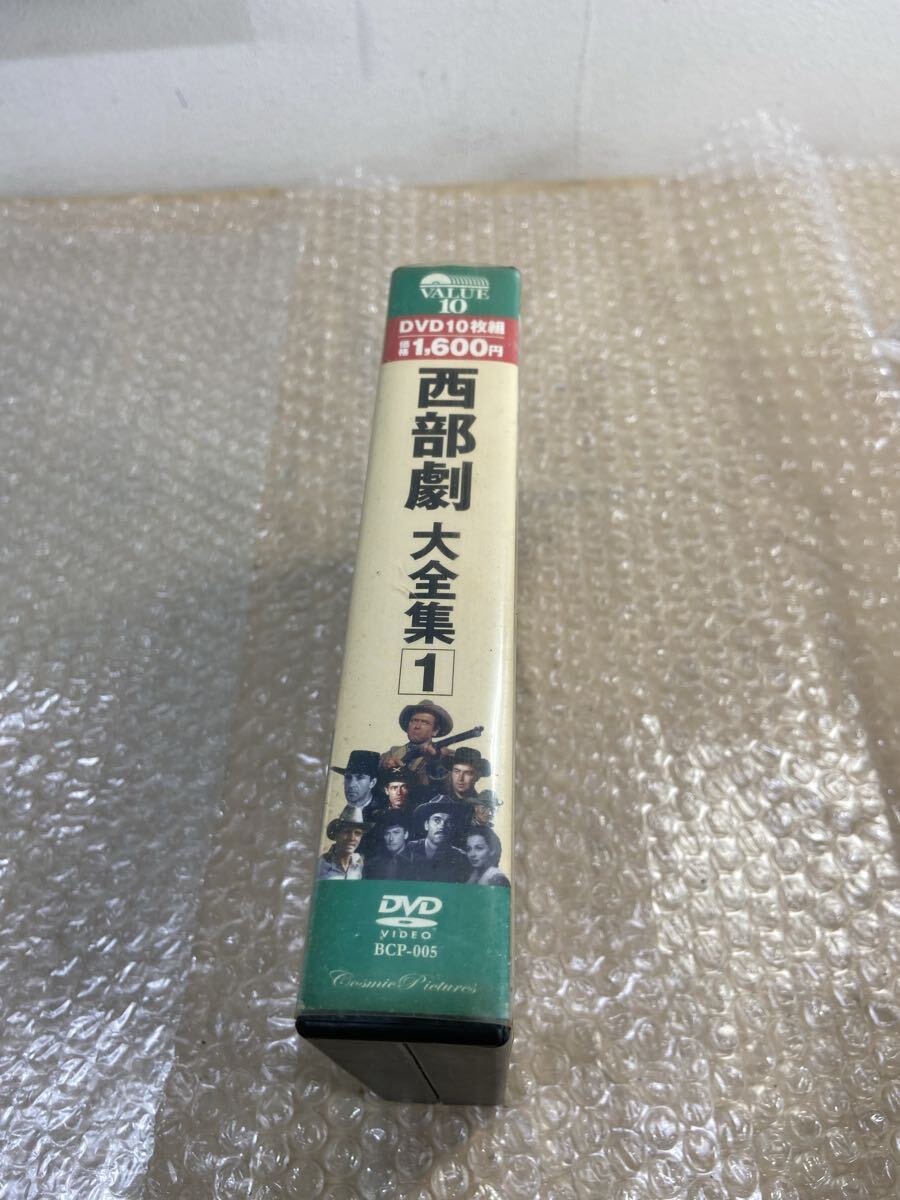 VALUE
10
DVD10枚組
価格1,600円
西部劇
大全集
1
DVD
VIDEO
BCP-005
Cosmic Pictures